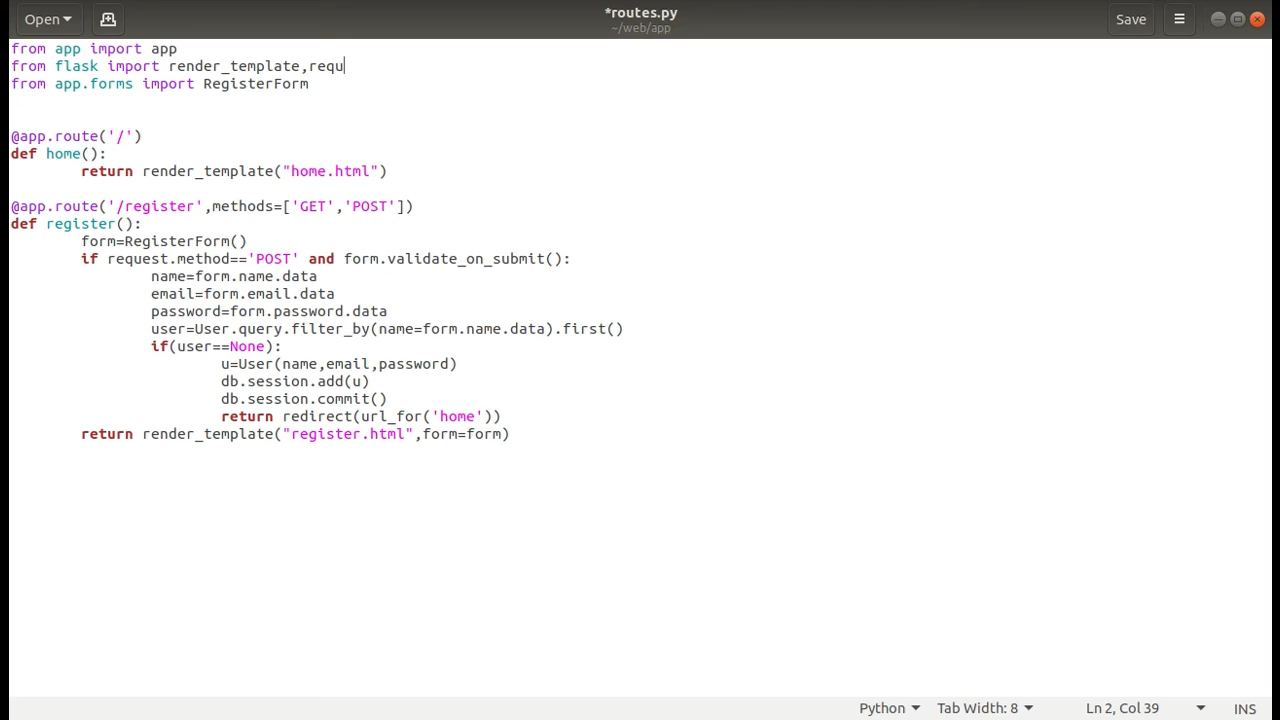 Open
*routes.py
~/web/app
Save
from app import app
from flask import render_template,requ
from app.forms import RegisterForm
@app.route('/')
def home():
        return render_template("home.html")
@app.route('/register',methods=['GET','POST'])
def register():
        form=RegisterForm()
        if request.method=='POST' and form.validate_on_submit():
                name=form.name.data
                email=form.email.data
                password=form.password.data
                user=User.query.filter_by(name=form.name.data).first()
                if(user==None):
                        u=User(name,email,password)
                        db.session.add(u)
                        db.session.commit()
                        return redirect(url_for('home'))
        return render_template("register.html",form=form)
Python Tab Width: 8 Ln 2, Col 39 INS